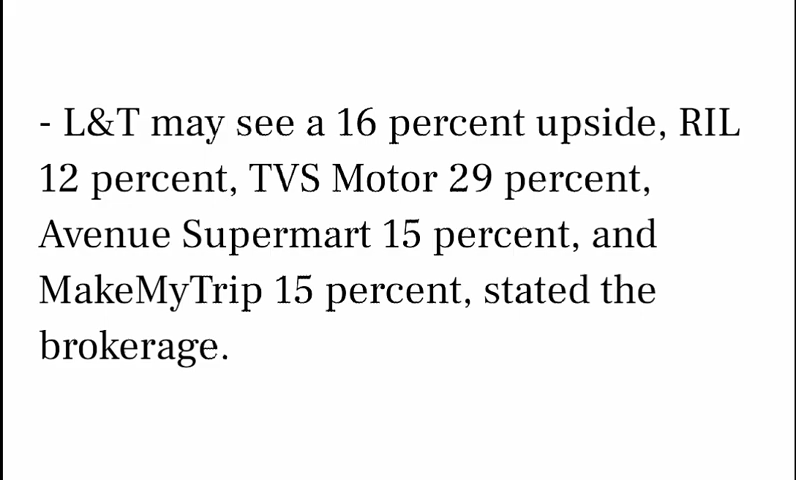 - L&T may see a 16 percent upside, RIL
12 percent, TVS Motor 29 percent,
Avenue Supermart 15 percent, and
MakeMyTrip 15 percent, stated the
brokerage.